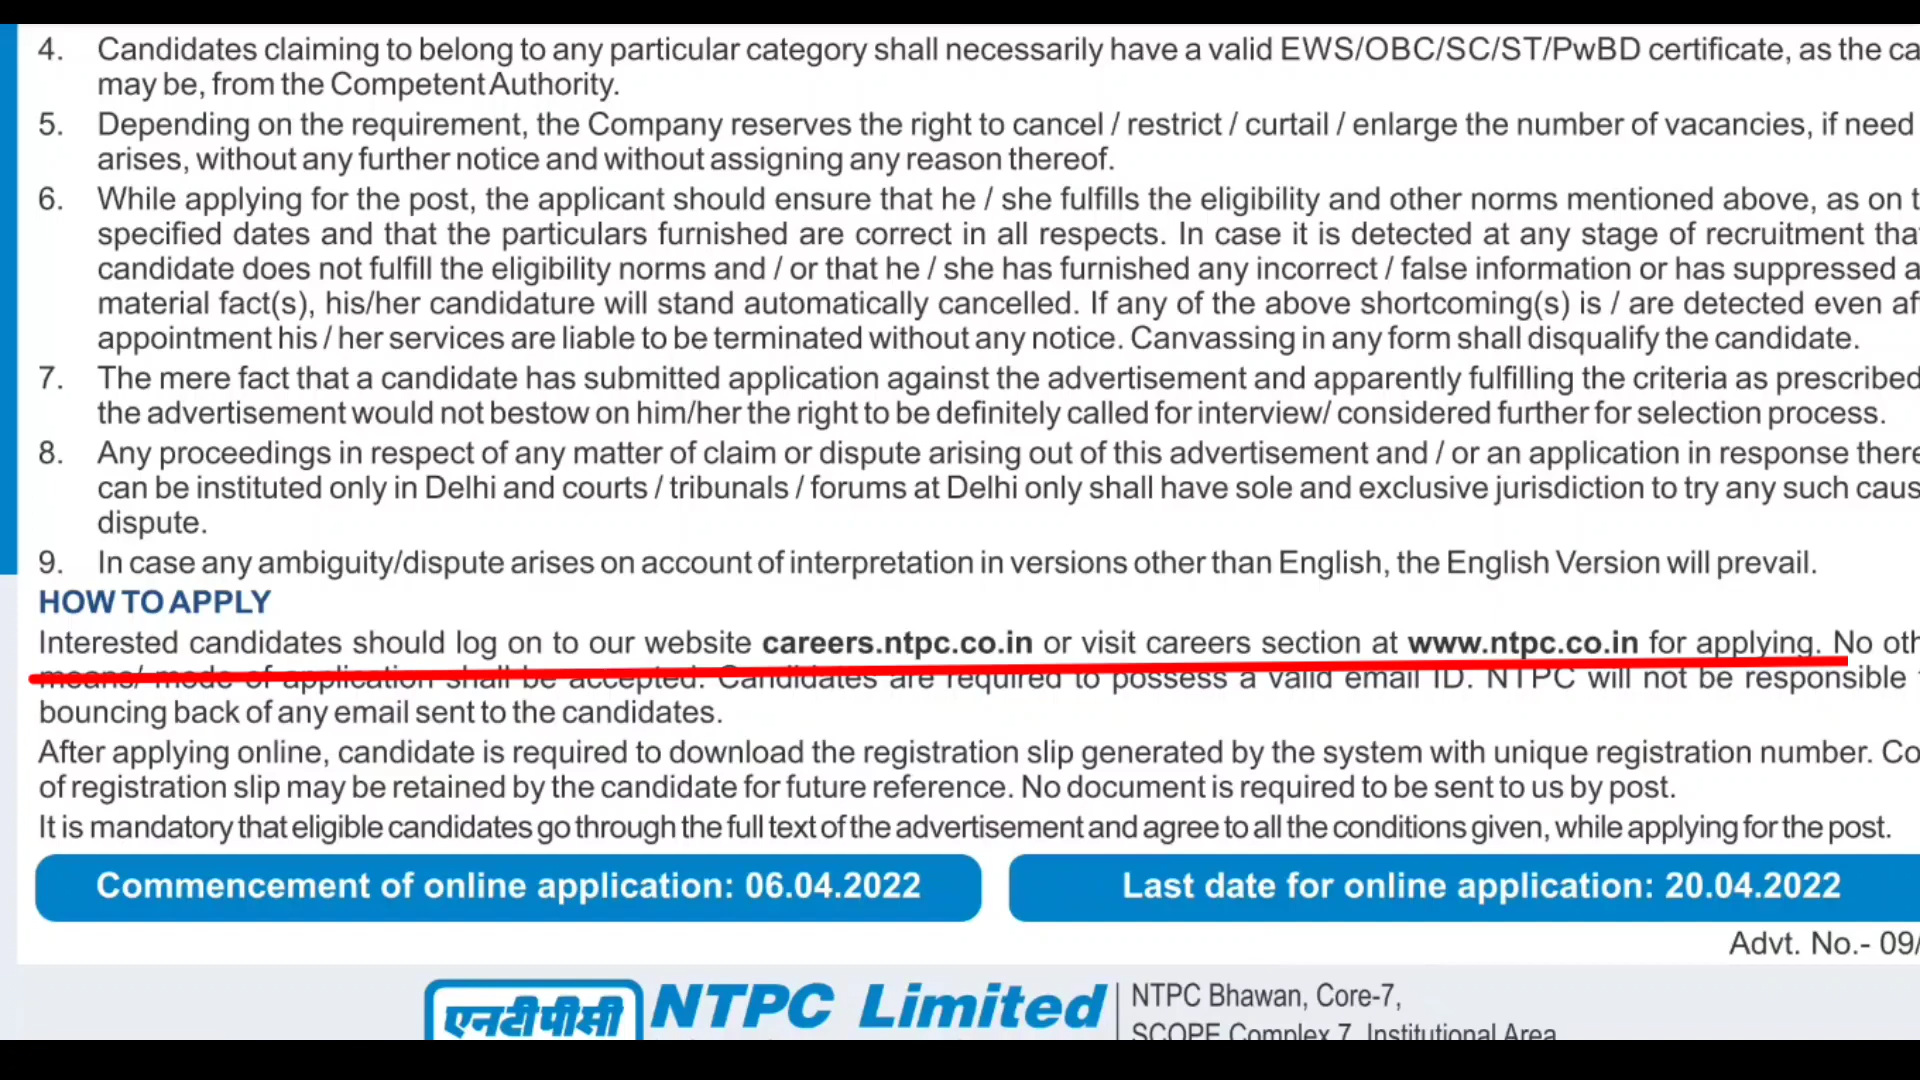 4. Candidates claiming to belong to any particular category shall necessarily have a valid EWS/OBC/SC/ST/PwBD certificate, as the ca
may be, from the Competent Authority.
5. Depending on the requirement, the Company reserves the right to cancel / restrict / curtail / enlarge the number of vacancies, if need
arises, without any further notice and without assigning any reason thereof.
6. While applying for the post, the applicant should ensure that he / she fulfills the eligibility and other norms mentioned above, as on t
specified dates and that the particulars furnished are correct in all respects. In case it is detected at any stage of recruitment tha
candidate does not fulfill the eligibility norms and / or that he / she has furnished any incorrect / false information or has suppressed a
material fact(s), his/her candidature will stand automatically cancelled. If any of the above shortcoming(s) is / are detected even af
appointment his / her services are liable to be terminated without any notice. Canvassing in any form shall disqualify the candidate.
7. The mere fact that a candidate has submitted application against the advertisement and apparently fulfilling the criteria as prescribed
the advertisement would not bestow on him/her the right to be definitely called for interview/ considered further for selection process.
8. Any proceedings in respect of any matter of claim or dispute arising out of this advertisement and / or an application in response there
can be instituted only in Delhi and courts / tribunals / forums at Delhi only shall have sole and exclusive jurisdiction to try any such caus
dispute.
9. In case any ambiguity/dispute arises on account of interpretation in versions other than English, the English Version will prevail.
HOW TO APPLY
Interested candidates should log on to our website careers.ntpc.co.in or visit careers section at www.ntpc.co.in for applying. No oth
means/ mode of application shall be accepted. Candidates are required to possess a valid email ID. NTPC will not be responsible
bouncing back of any email sent to the candidates.
After applying online, candidate is required to download the registration slip generated by the system with unique registration number. Co
of registration slip may be retained by the candidate for future reference. No document is required to be sent to us by post.
It is mandatory that eligible candidates go through the full text of the advertisement and agree to all the conditions given, while applying for the post.
Commencement of online application: 06.04.2022
Last date for online application: 20.04.2022
Advt. No.- 09/
एनटीपीसी NTPC Limited
NTPC Bhawan, Core-7,
SCOPE Complex 7, Institutional Area